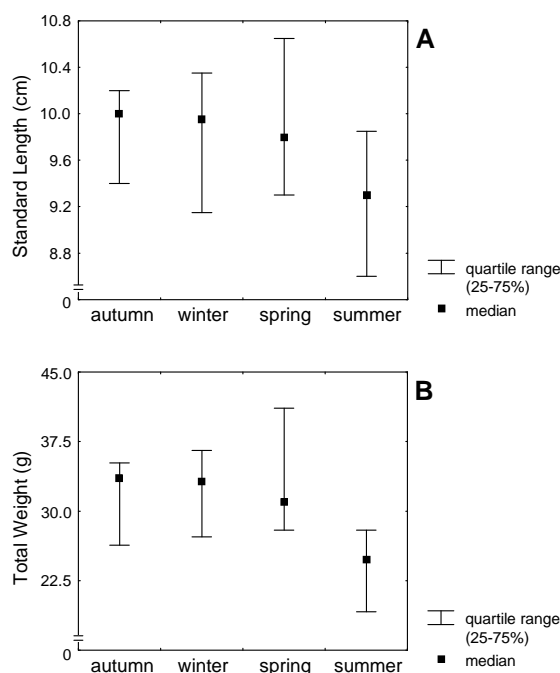 A
Standard Length (cm)
10.8
10.4
10.0
9.6
9.2
8.8
0
autumn winter spring summer
quartile range
(25-75%)
median
B
Total Weight (g)
45.0
37.5
30.0
22.5
0
autumn winter spring summer
quartile range
(25-75%)
median